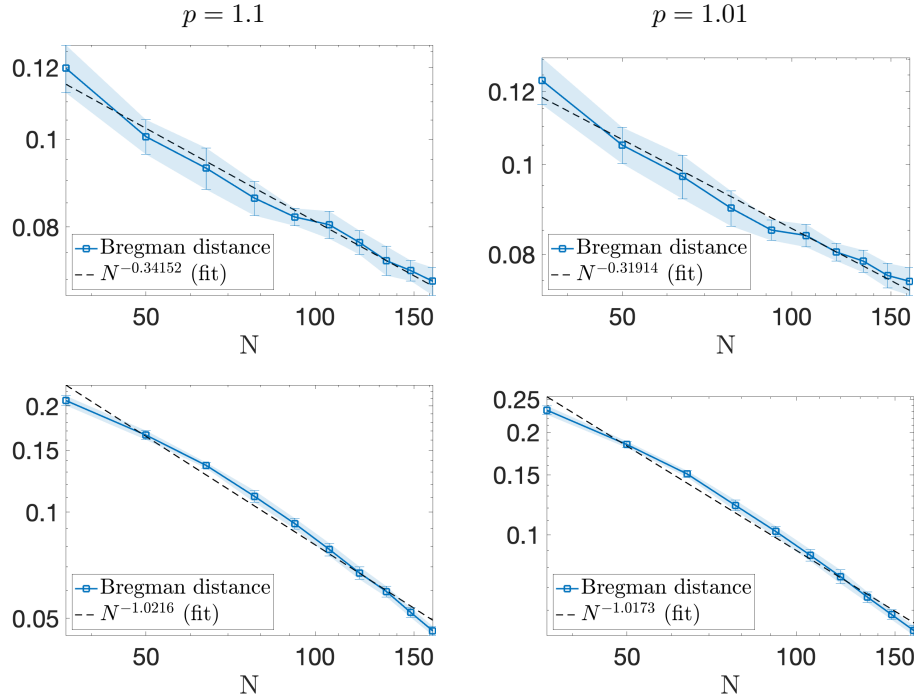 p = 1.1
p = 1.01
0.12
0.1
0.08
Bregman distance
N^{-0.34152} (fit)
50
100
150
N
0.12
0.1
0.08
Bregman distance
N^{-0.31914} (fit)
50
100
150
N
0.2
0.15
0.1
0.05
Bregman distance
N^{-1.0216} (fit)
50
100
150
N
0.25
0.2
0.15
0.1
Bregman distance
N^{-1.0173} (fit)
50
100
150
N